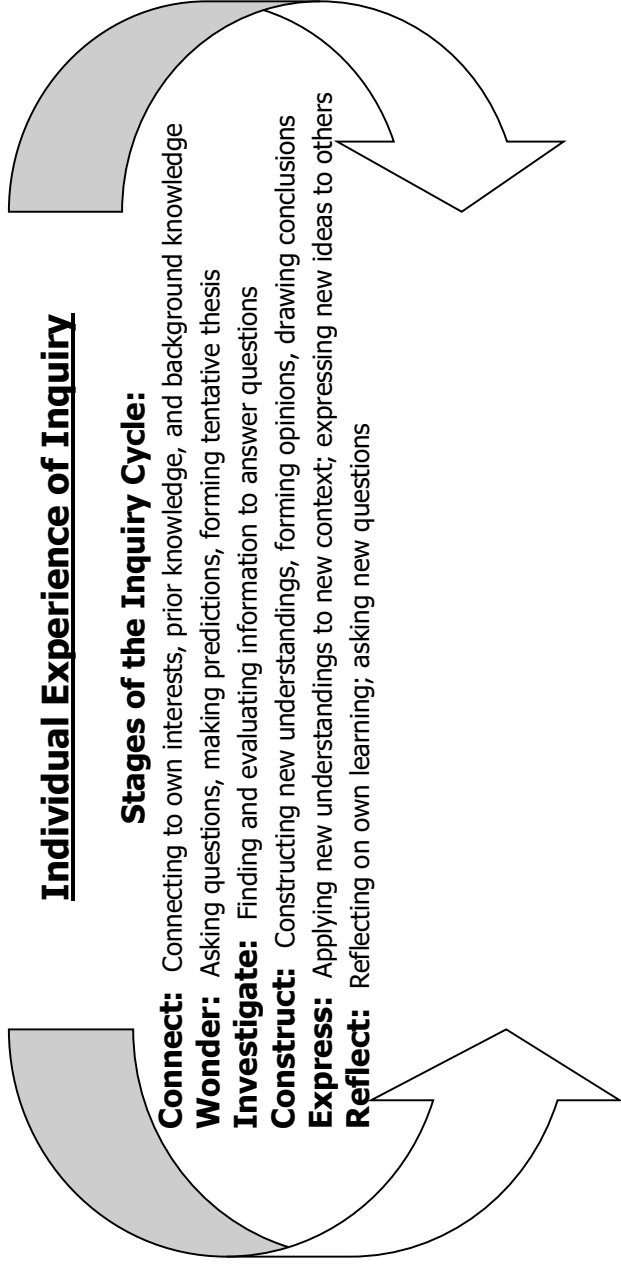 Individual Experience of Inquiry
Stages of the Inquiry Cycle:
Connect: Connecting to own interests, prior knowledge, and background knowledge
Wonder: Asking questions, making predictions, forming tentative thesis
Investigate: Finding and evaluating information to answer questions
Construct: Constructing new understandings, forming opinions, drawing conclusions
Express: Applying new understandings to new context; expressing new ideas to others
Reflect: Reflecting on own learning; asking new questions